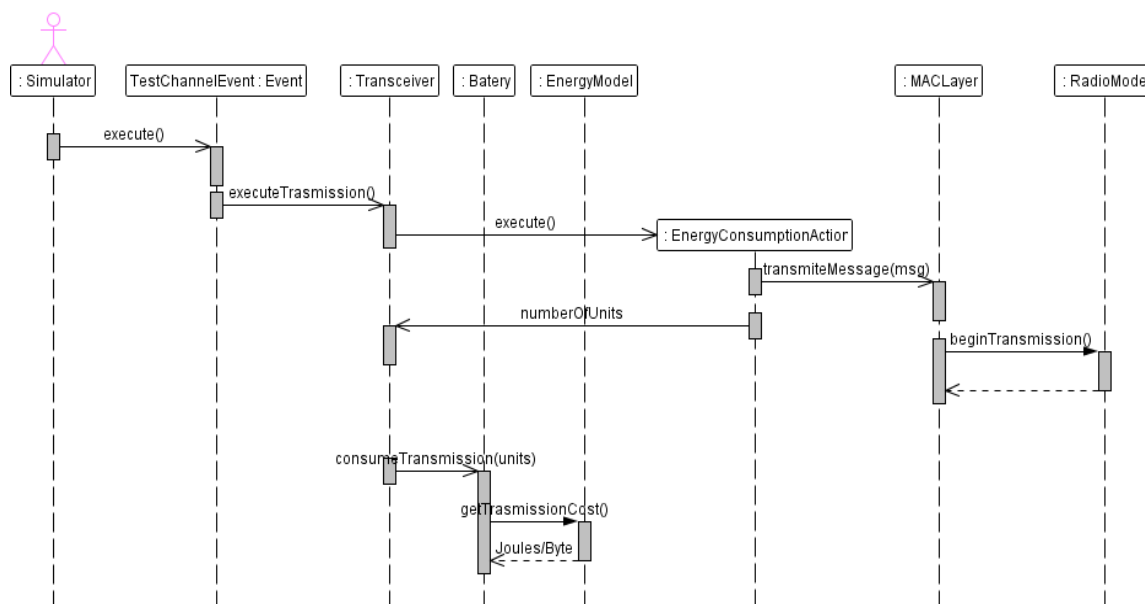 : Simulator
TestChannelEvent : Event
: Transceiver
: Batery
: EnergyModel
: MACLayer
: RadioModel
execute()
executeTrasmission()
execute()
: EnergyConsumptionAction
transmiteMessage(msg)
numberOfUnits
beginTransmission()
consumeTransmission(units)
getTrasmissionCost()
Joules/Byte